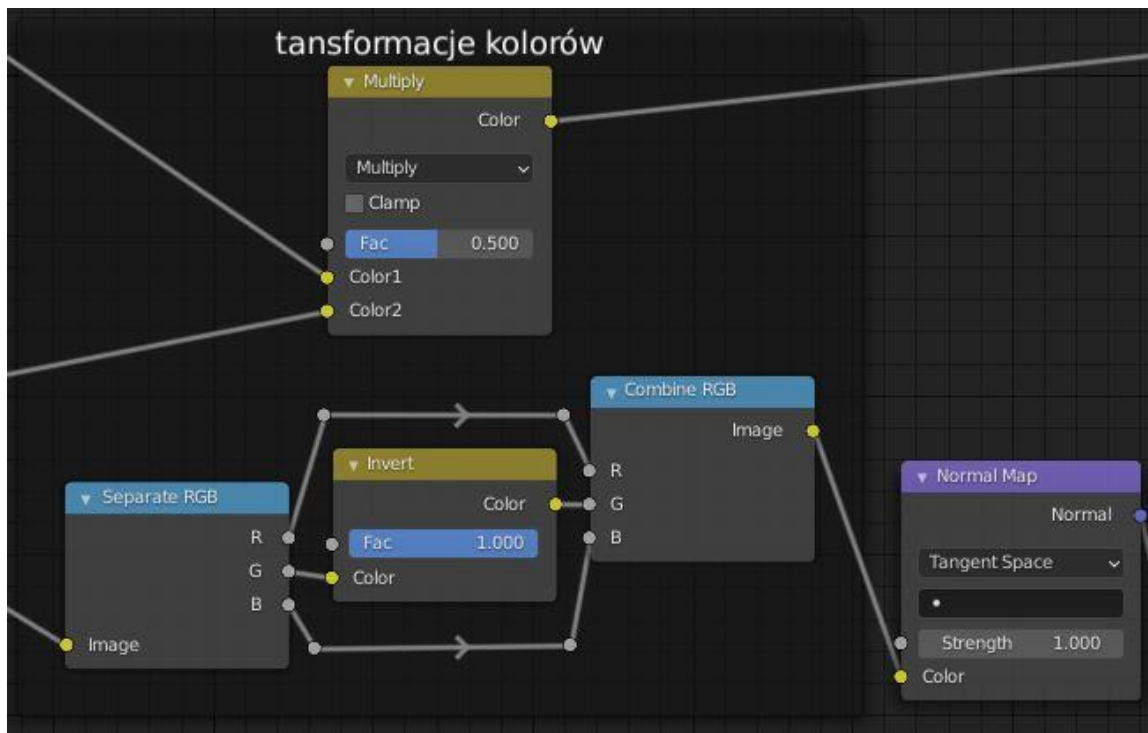 tansformacje kolorów
Multiply
Color
Multiply
Clamp
Fac 0.500
Color1
Color2
Separate RGB
R
G
B
Image
Invert
Color
Fac 1.000
Color
Combine RGB
Image
R
G
B
Normal Map
Normal
Tangent Space
Strength 1.000
Color